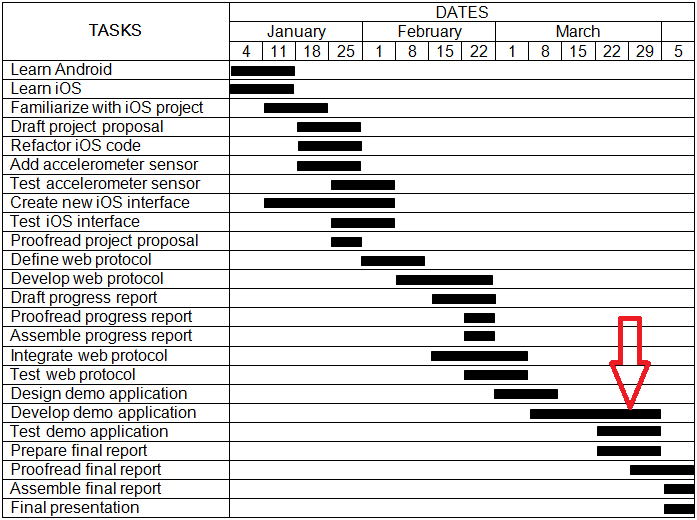 TASKS
DATES
January February March
4 11 18 25 1 8 15 22 1 8 15 22 29 5
Learn Android
Learn iOS
Familiarize with iOS project
Draft project proposal
Refactor iOS code
Add accelerometer sensor
Test accelerometer sensor
Create new iOS interface
Test iOS interface
Proofread project proposal
Define web protocol
Develop web protocol
Draft progress report
Proofread progress report
Assemble progress report
Integrate web protocol
Test web protocol
Design demo application
Develop demo application
Test demo application
Prepare final report
Proofread final report
Assemble final report
Final presentation